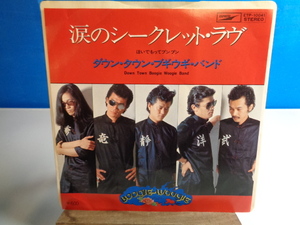 涙のシークレット・ラヴ
ほいでもってブンブン
ダウン・タウン・ブギウギ・バンド
Down Town Boogie Woogie Band
STEREO
竜
静
洋
武